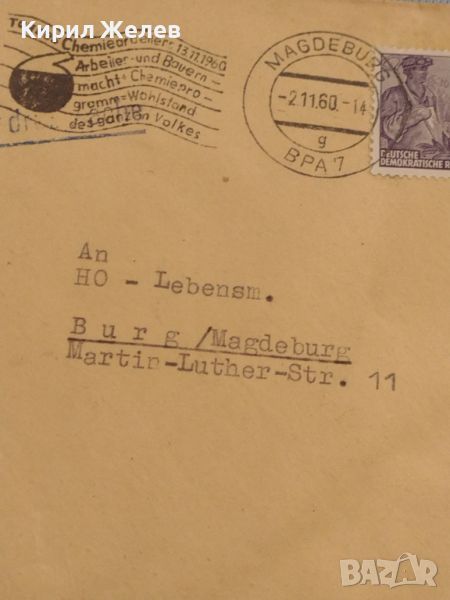 Кирил Желев
Chemiearbeiter · 13.11.1960
Arbeiter-und Bauern-
macht+Chemiepro-
gramm=Wohlstand
des ganzen Volkes
MAGDEBURG
-2.11.60.-14
g
BPA 7
DEUTSCHE
DEMOKRATISCHE R
An
HO - Lebensm.
B u r g /Magdeburg
Martin-Luther-Str. 11
BAZAR